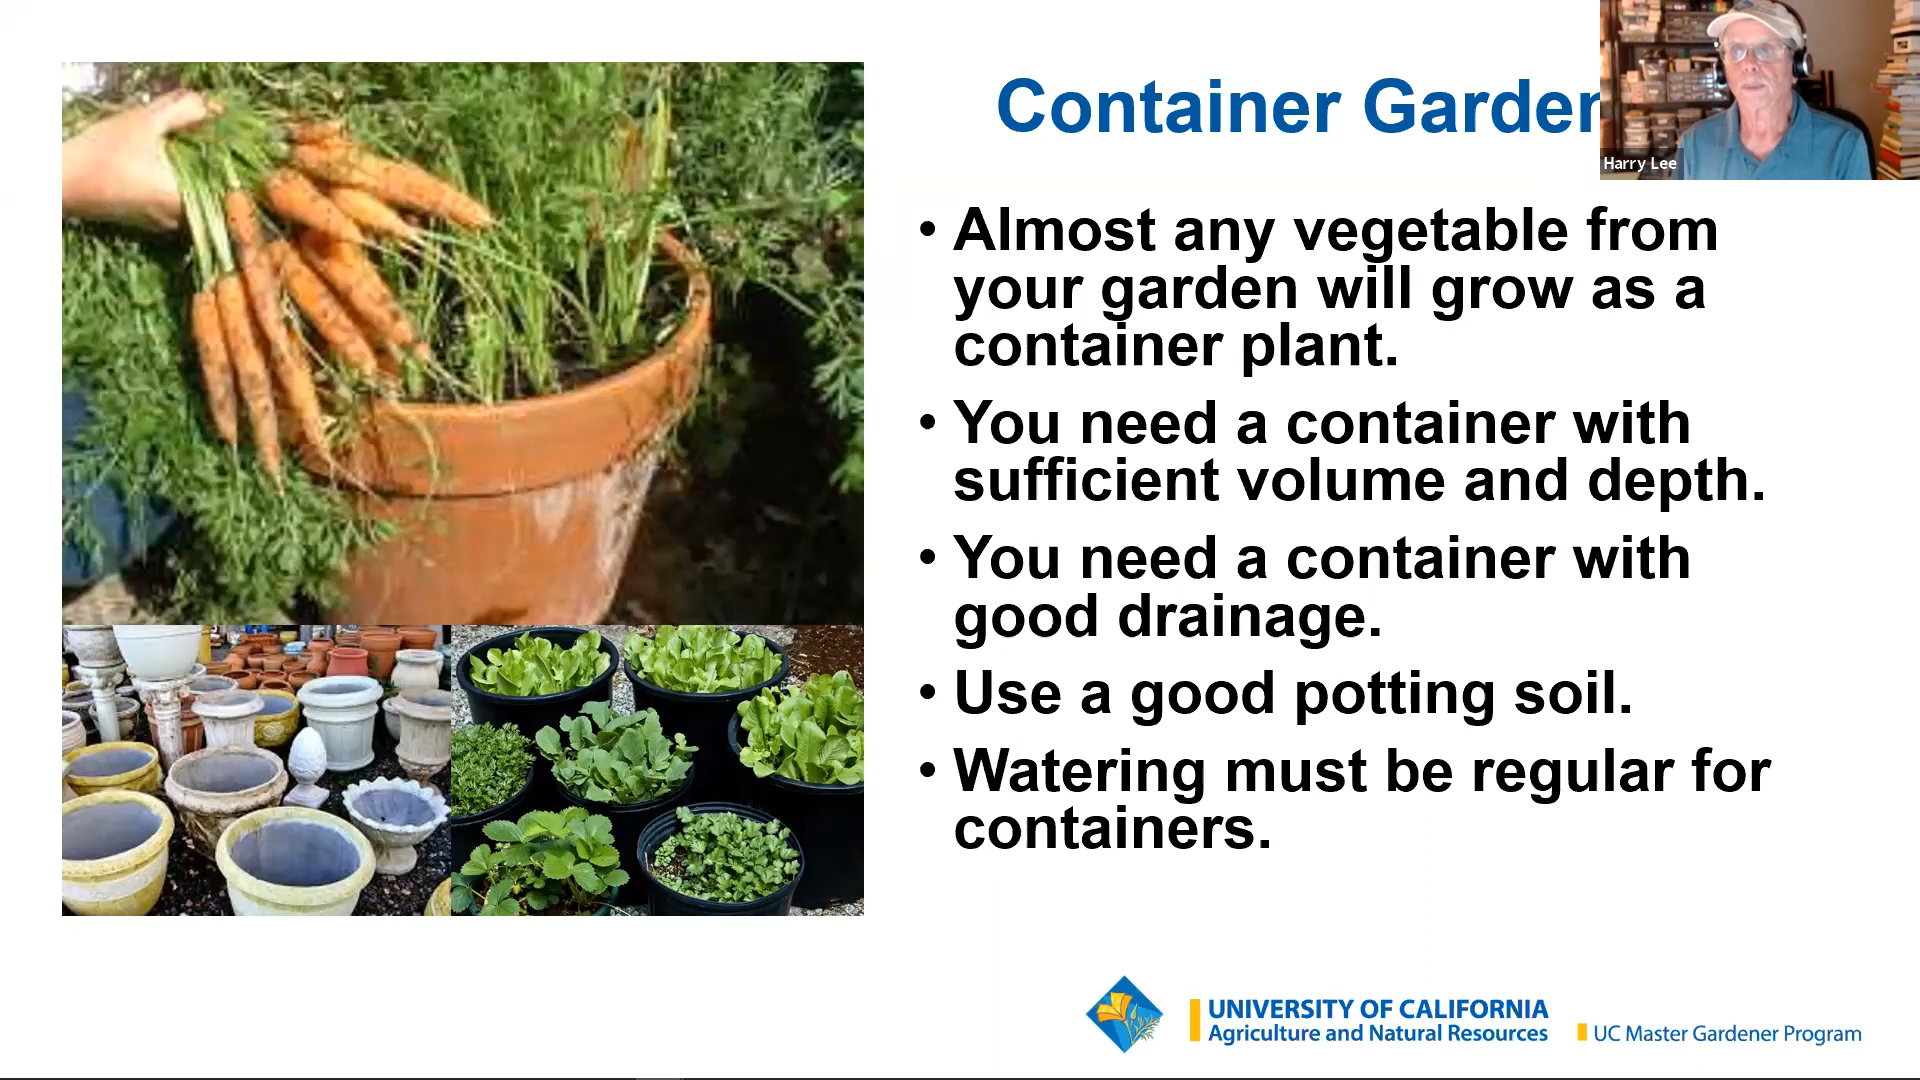 Container Garden
Harry Lee
• Almost any vegetable from
your garden will grow as a
container plant.
• You need a container with
sufficient volume and depth.
• You need a container with
good drainage.
• Use a good potting soil.
• Watering must be regular for
containers.
UNIVERSITY OF CALIFORNIA
Agriculture and Natural Resources
UC Master Gardener Program